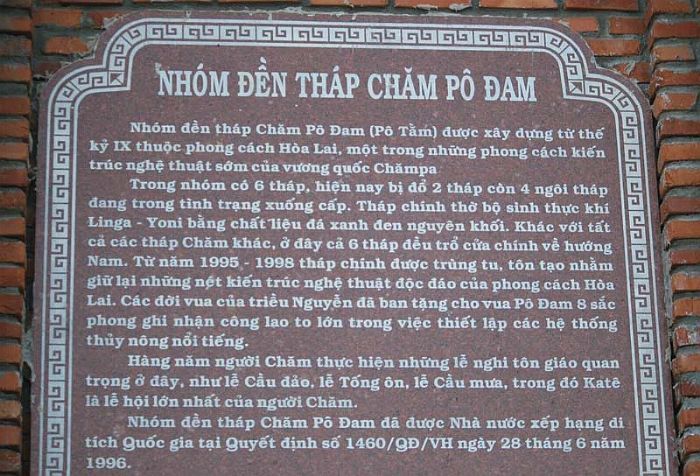 NHÓM ĐỀN THÁP CHĂM PÔ ĐAM
Nhóm đền tháp Chăm Pô Đam (Pô Tằm) được xây dựng từ thế
kỷ IX thuộc phong cách Hòa Lai, một trong những phong cách kiến
trúc nghệ thuật sớm của vương quốc Chămpa
Trong nhóm có 6 tháp, hiện nay bị đổ 2 tháp còn 4 ngôi tháp
đang trong tình trạng xuống cấp. Tháp chính thờ bộ sinh thực khí
Linga - Yoni bằng chất liệu đá xanh đen nguyên khối. Khác với tất
cả các tháp Chăm khác, ở đây cả 6 tháp đều trổ cửa chính về hướng
Nam. Từ năm 1995 - 1998 tháp chính được trùng tu, tôn tạo nhằm
giữ lại những nét kiến trúc nghệ thuật độc đáo của phong cách Hòa
Lai. Các đời vua của triều Nguyễn đã ban tặng cho vua Pô Đam 8 sắc
phong ghi nhận công lao to lớn trong việc thiết lập các hệ thống
thủy nông nổi tiếng.
Hàng năm người Chăm thực hiện những lễ nghi tôn giáo quan
trọng ở đây, như lễ Cầu đảo, lễ Tống ôn, lễ Cầu mưa, trong đó Katê
là lễ hội lớn nhất của người Chăm.
Nhóm đền tháp Chăm Pô Đam đã được Nhà nước xếp hạng di
tích Quốc gia tại Quyết định số 1460/QĐ/VH ngày 28 tháng 6 năm
1996.